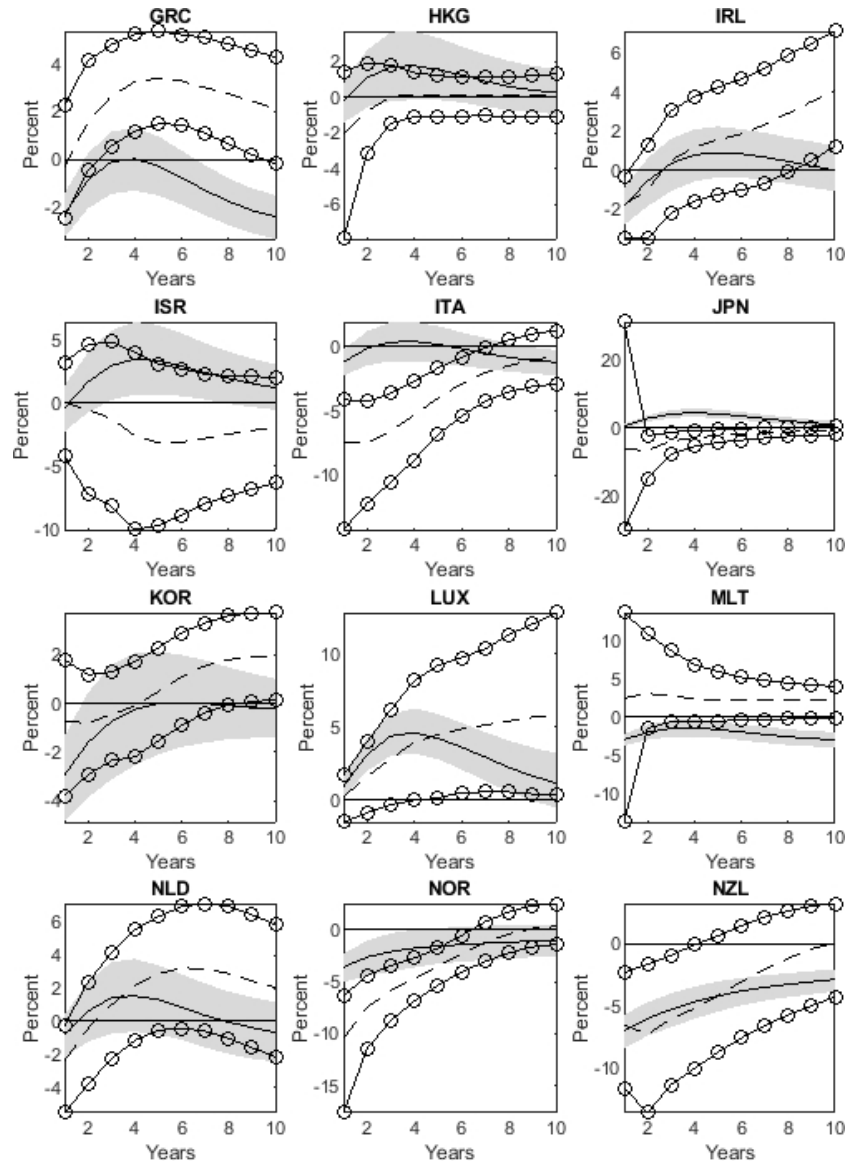 GRC HKG IRL
Percent 4 2 0 -2
Percent 2 0 -2 -4 -6
Percent 6 4 2 0 -2
2 4 6 8 10 2 4 6 8 10 2 4 6 8 10
Years Years Years
ISR ITA JPN
Percent 5 0 -5 -10
Percent 0 -5 -10
Percent 20 0 -20
2 4 6 8 10 2 4 6 8 10 2 4 6 8 10
Years Years Years
KOR LUX MLT
Percent 2 0 -2 -4
Percent 10 5 0
Percent 10 5 0 -5 -10
2 4 6 8 10 2 4 6 8 10 2 4 6 8 10
Years Years Years
NLD NOR NZL
Percent 6 4 2 0 -2 -4
Percent 0 -5 -10 -15
Percent 0 -5 -10
2 4 6 8 10 2 4 6 8 10 2 4 6 8 10
Years Years Years